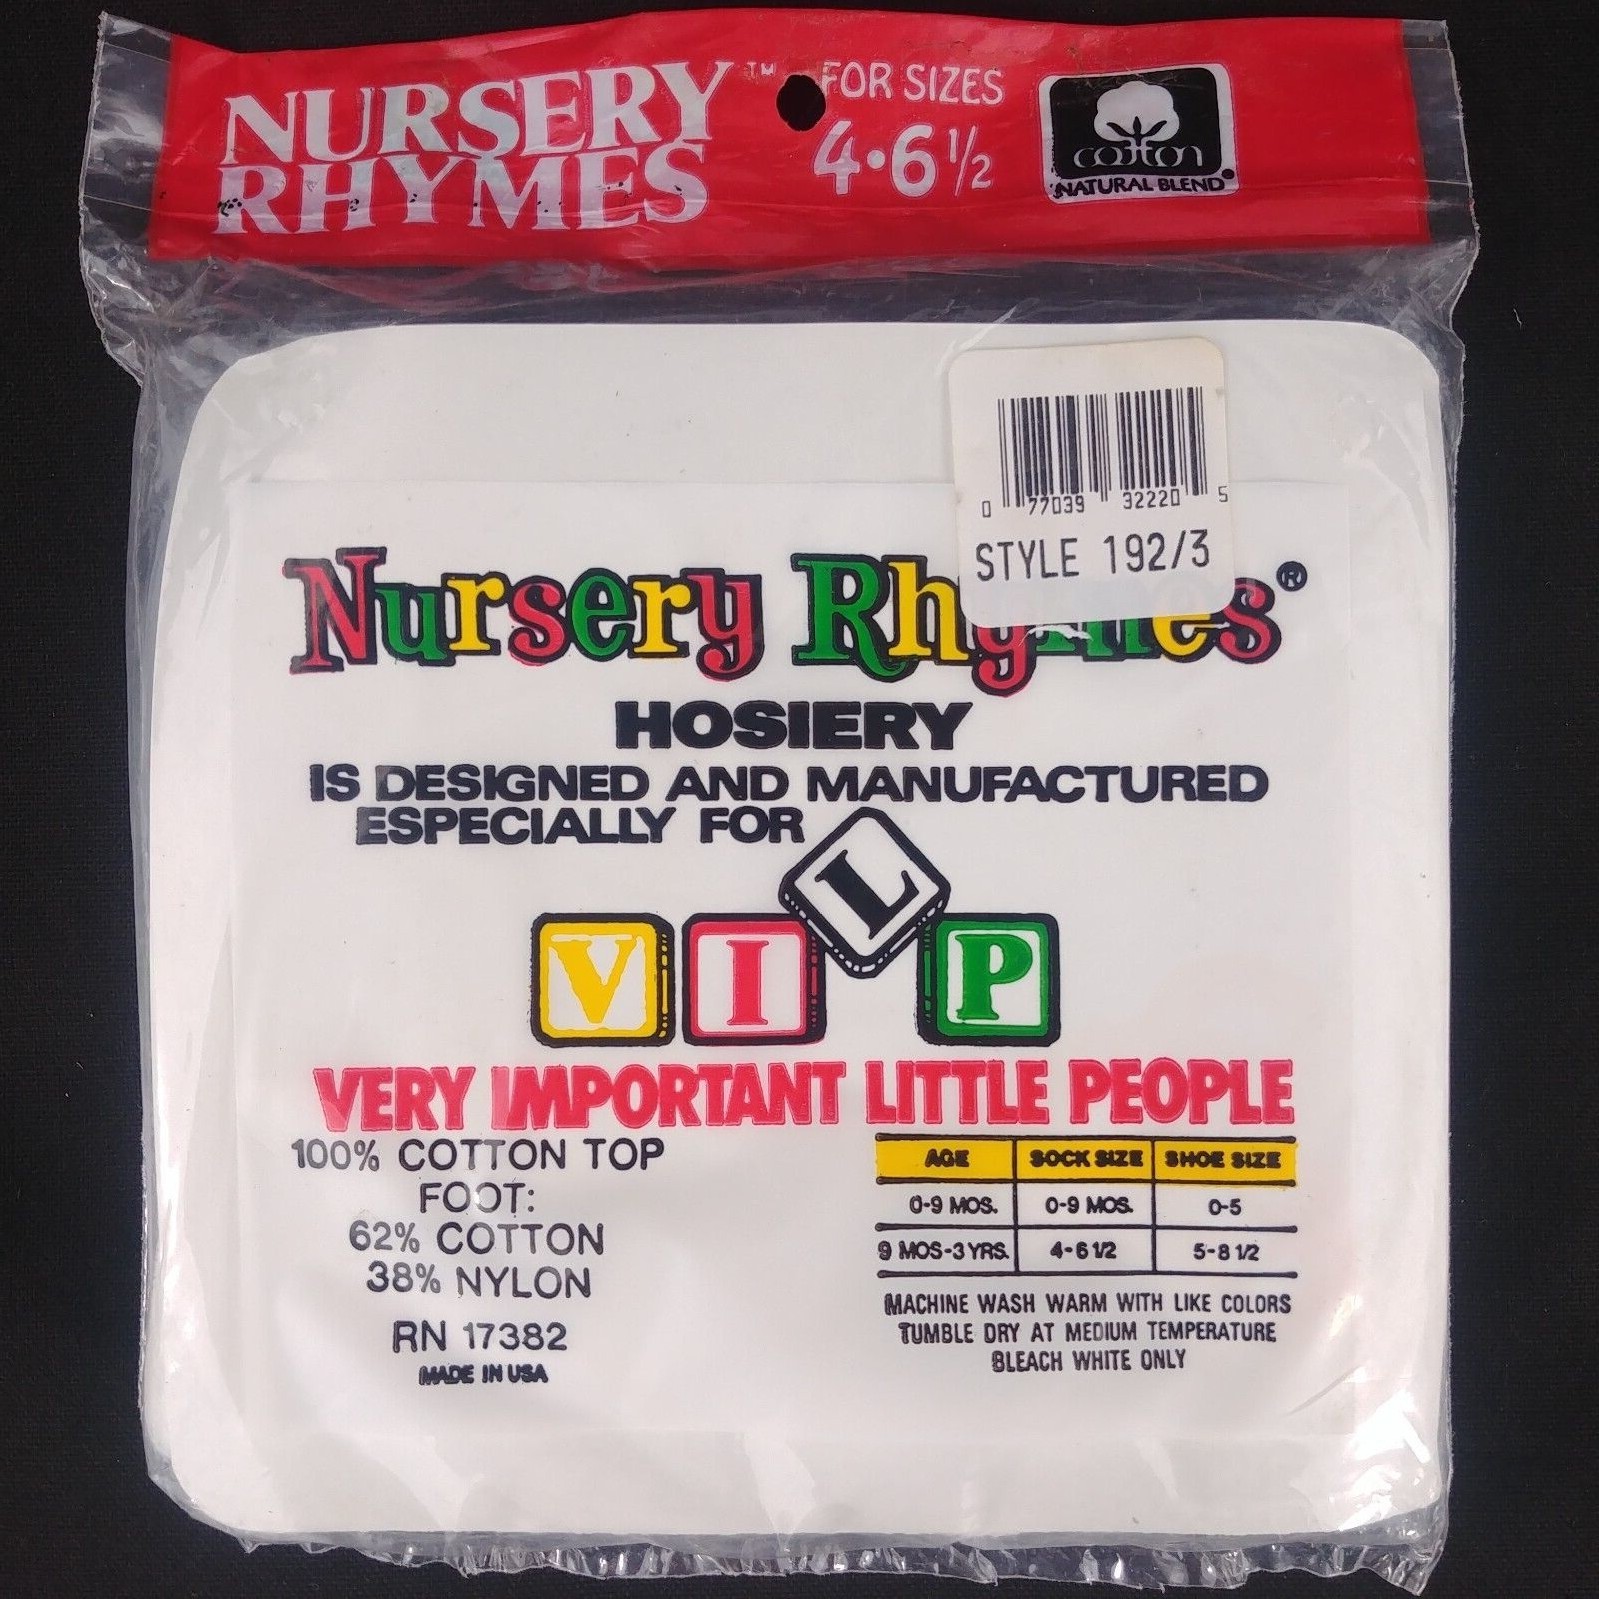 NURSERY RHYMES™
FOR SIZES
4•6 1/2
cotton
NATURAL BLEND®
0 77039 32220 5
STYLE 192/3
Nursery Rhymes®
HOSIERY
IS DESIGNED AND MANUFACTURED
ESPECIALLY FOR
V I L P
VERY IMPORTANT LITTLE PEOPLE
100% COTTON TOP
FOOT:
62% COTTON
38% NYLON
RN 17382
MADE IN USA
AGE SOCK SIZE SHOE SIZE
0-9 MOS. 0-9 MOS. 0-5
9 MOS-3 YRS. 4-6 1/2 5-8 1/2
MACHINE WASH WARM WITH LIKE COLORS
TUMBLE DRY AT MEDIUM TEMPERATURE
BLEACH WHITE ONLY